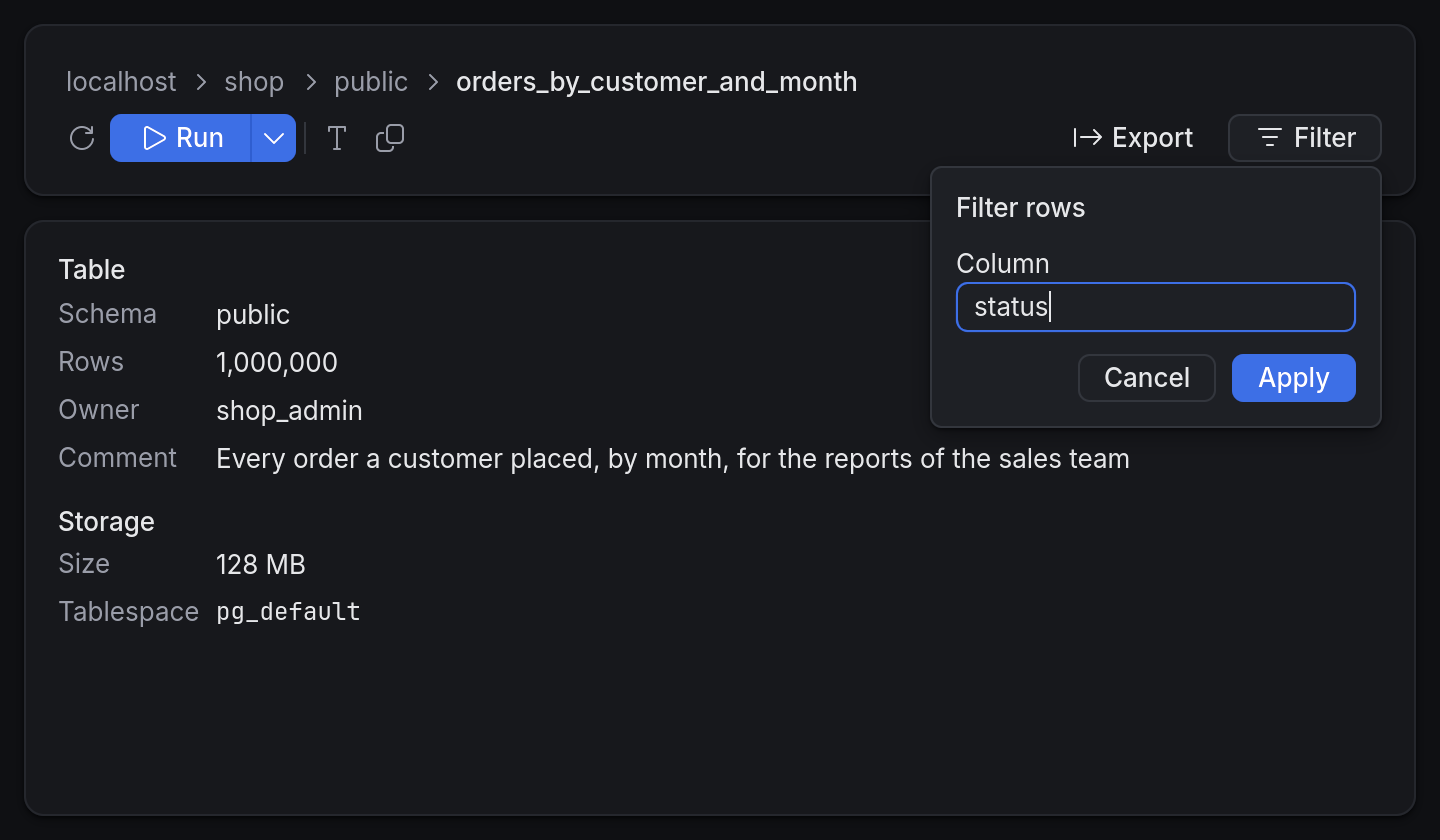 localhost > shop > public > orders_by_customer_and_month
Run Export Filter
Filter rows
Column
status
Cancel Apply
Table
Schema public
Rows 1,000,000
Owner shop_admin
Comment Every order a customer placed, by month, for the reports of the sales team
Storage
Size 128 MB
Tablespace pg_default